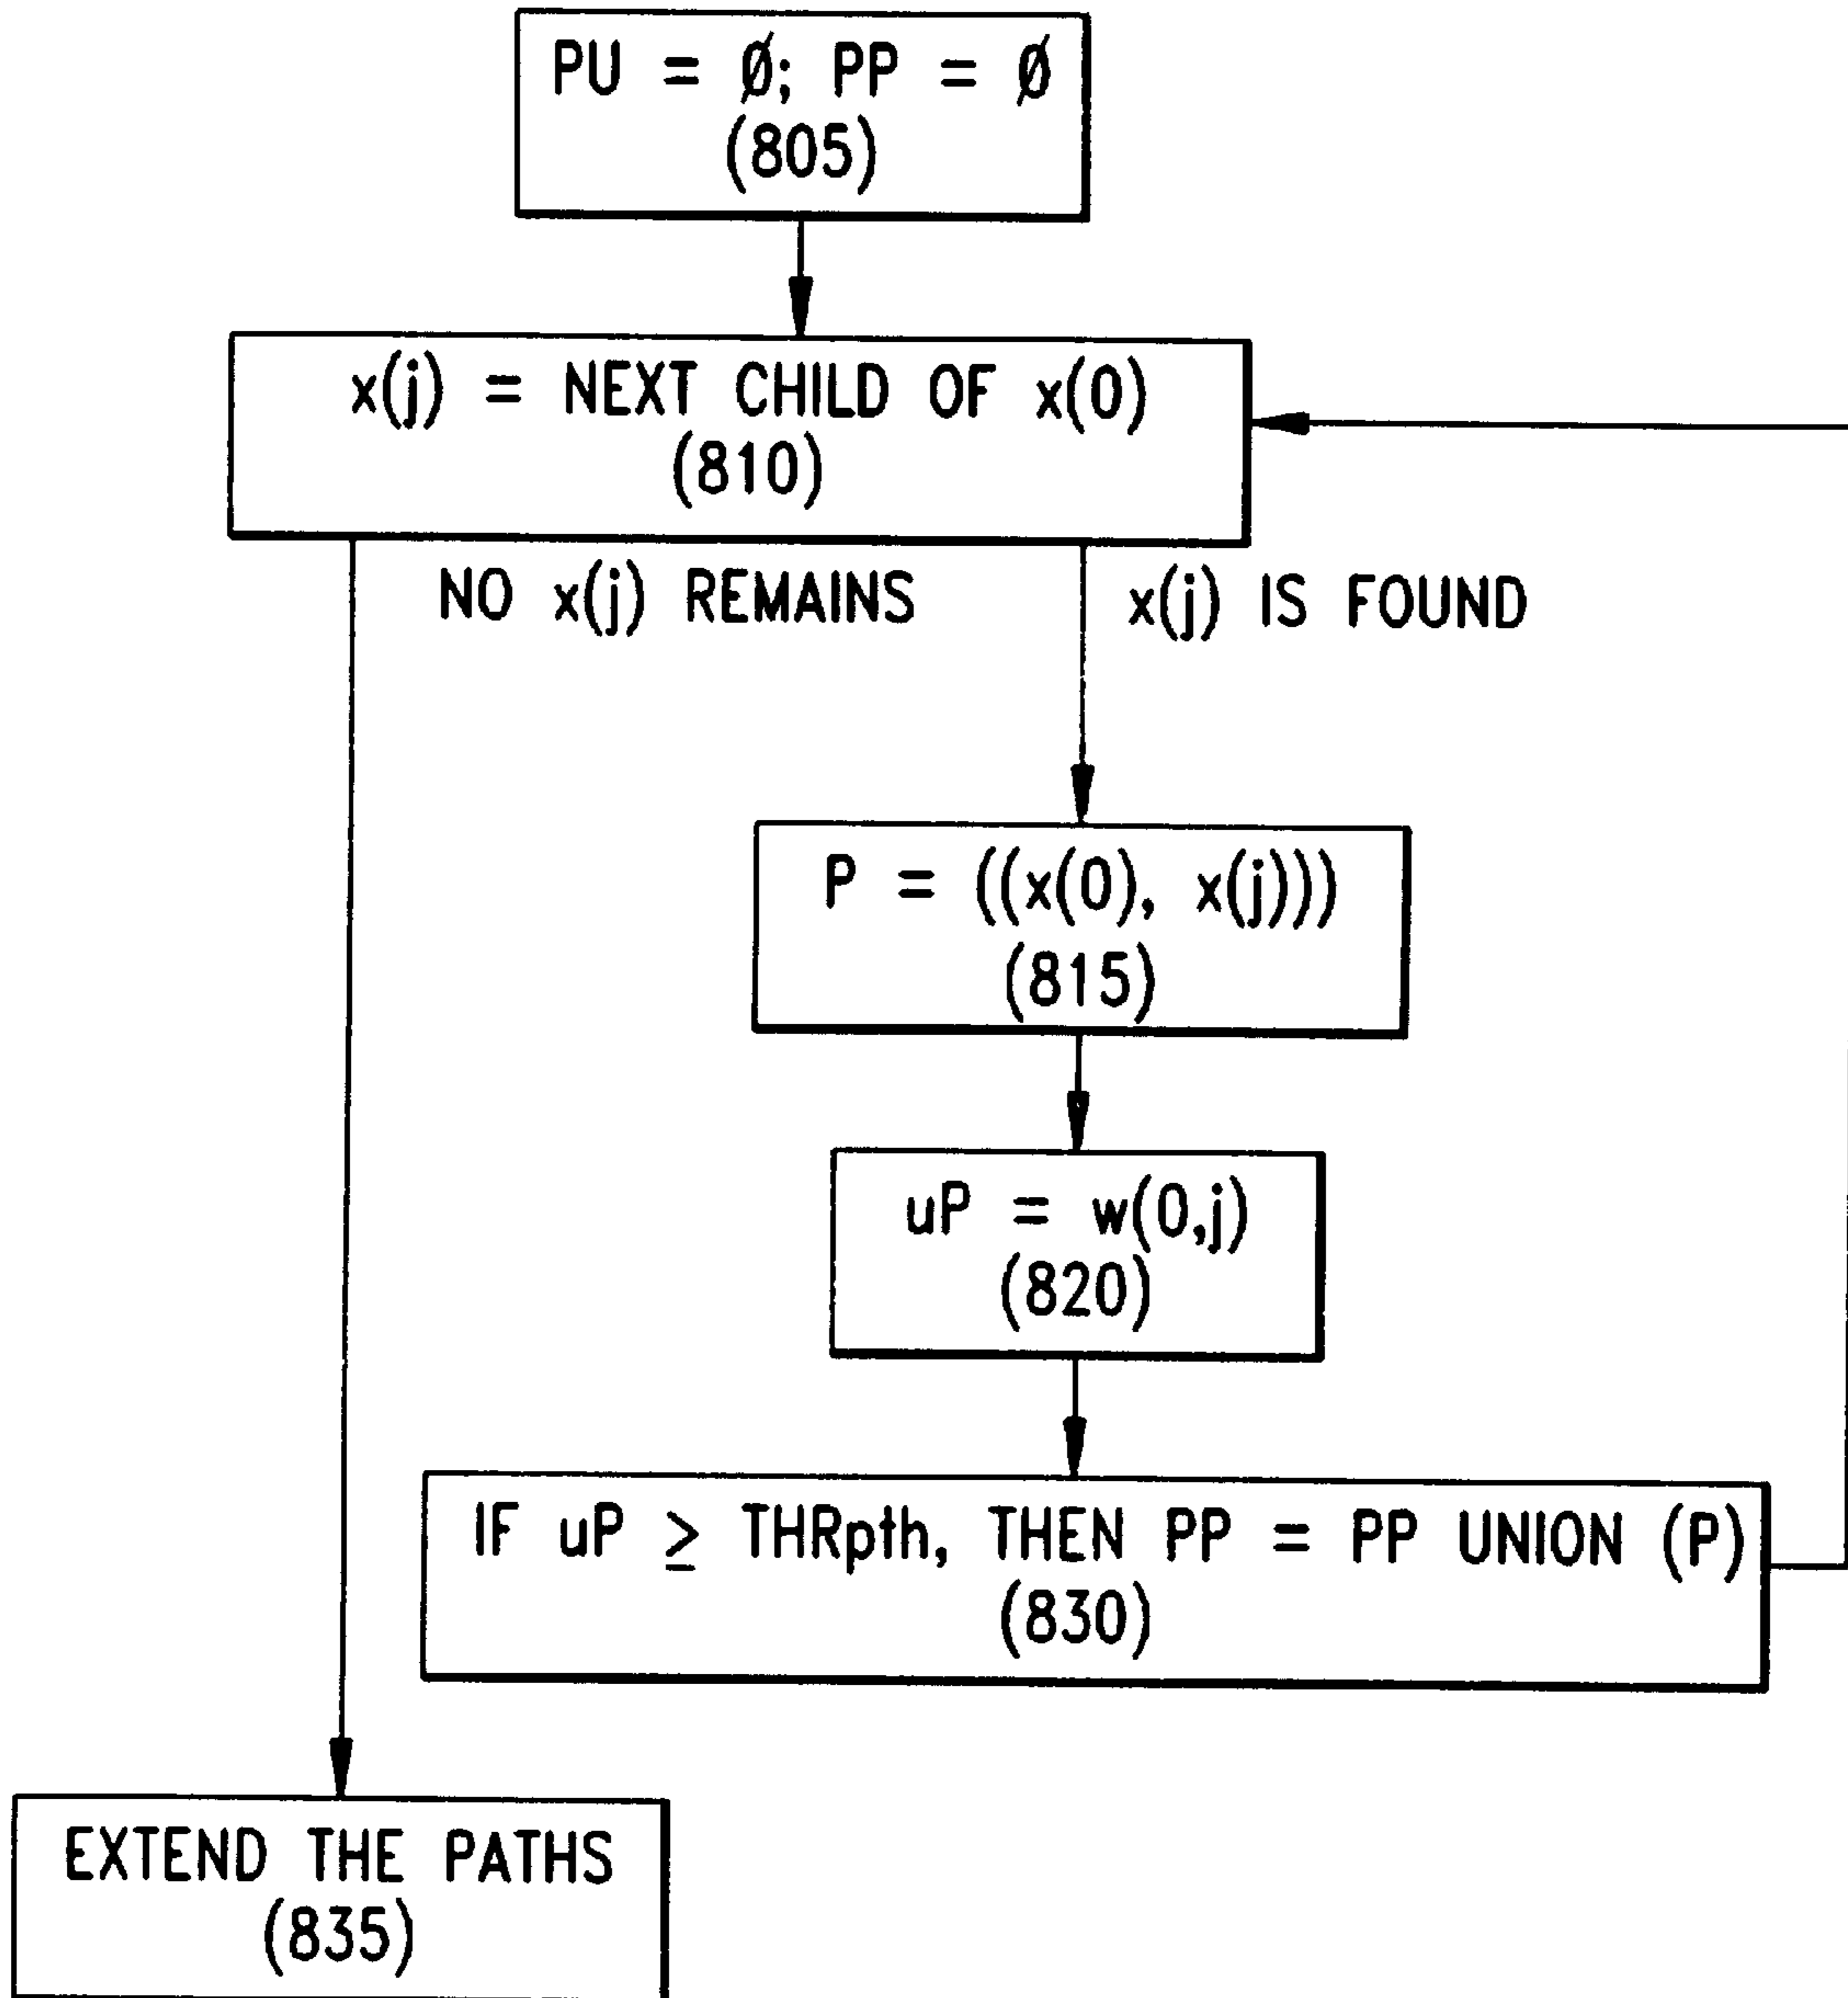 PU = Ø; PP = Ø
(805)
x(j) = NEXT CHILD OF x(0)
(810)
NO x(j) REMAINS
x(j) IS FOUND
P = ((x(0), x(j)))
(815)
uP = w(0,j)
(820)
IF uP ≥ THRpth, THEN PP = PP UNION (P)
(830)
EXTEND THE PATHS
(835)